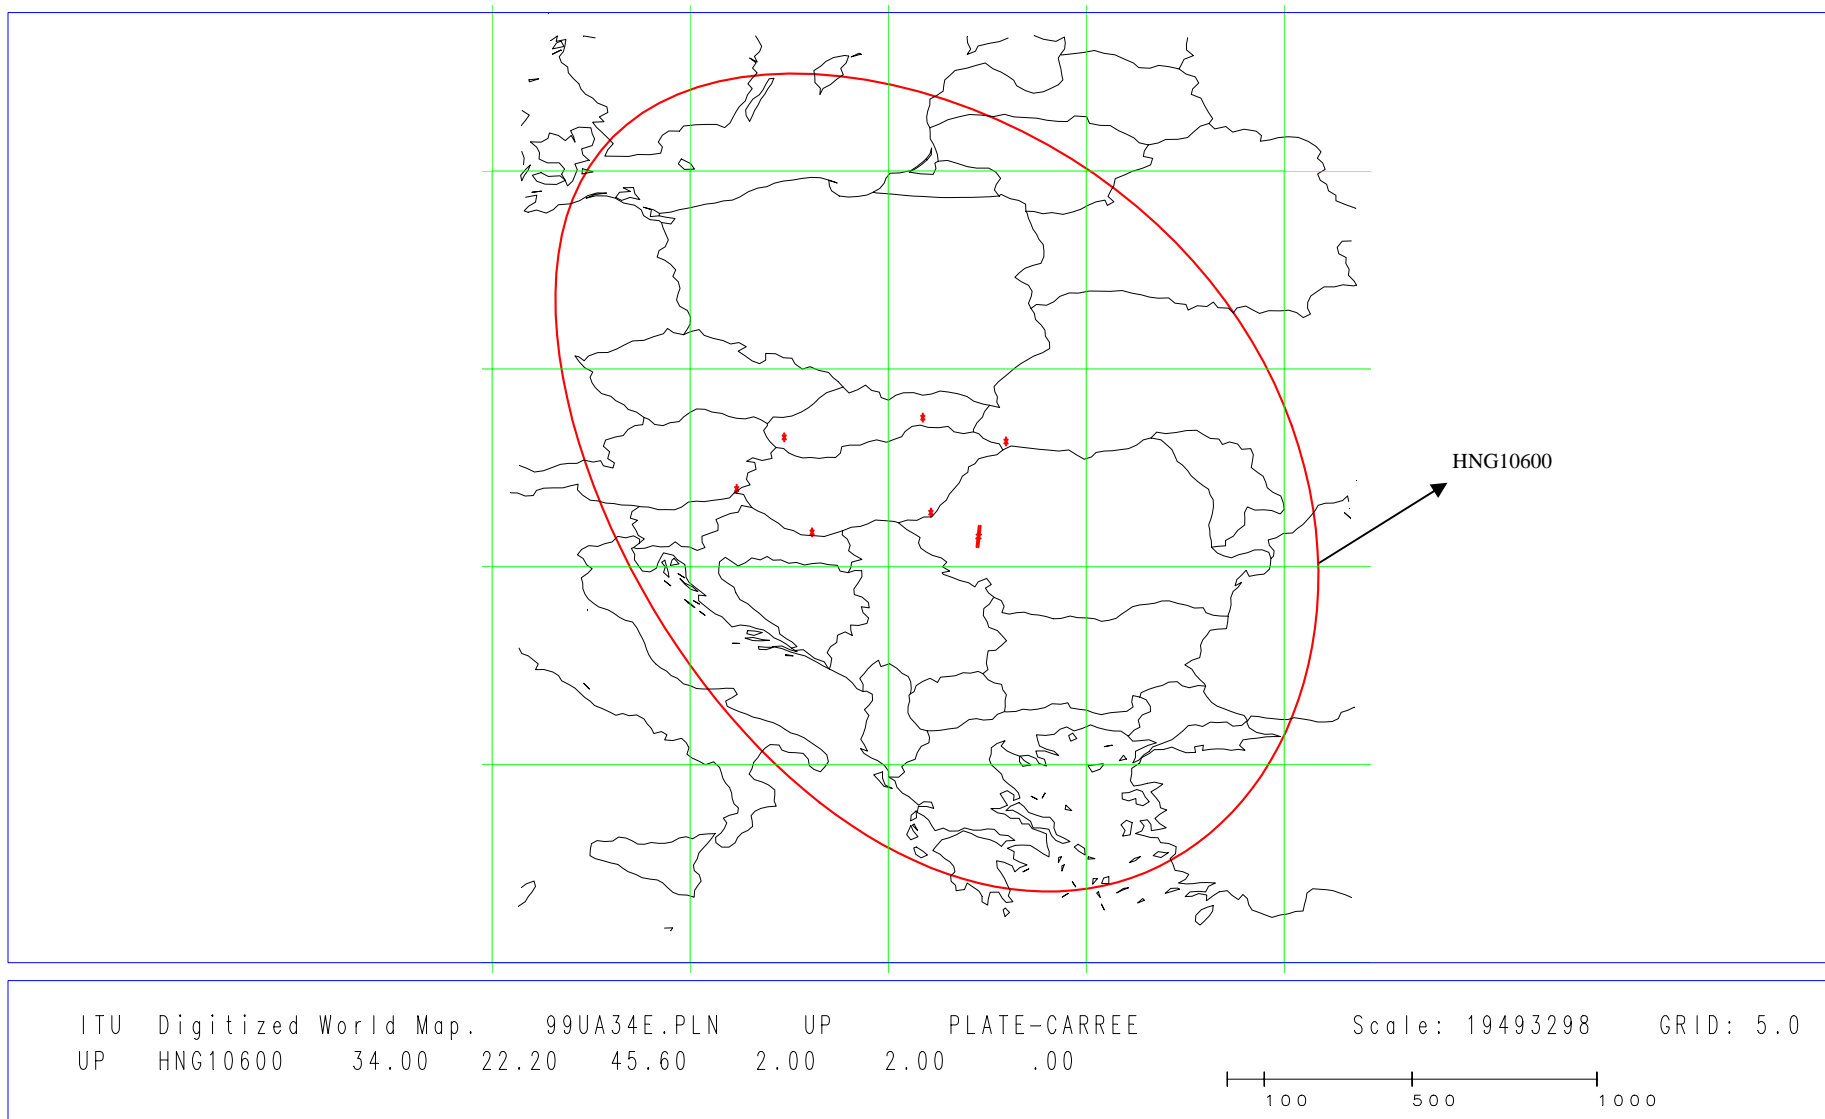 HNG10600
ITU Digitized World Map. 99UA34E.PLN UP PLATE-CARREE Scale: 19493298 GRID: 5.0
UP HNG10600 34.00 22.20 45.60 2.00 2.00 .00
100 500 1000